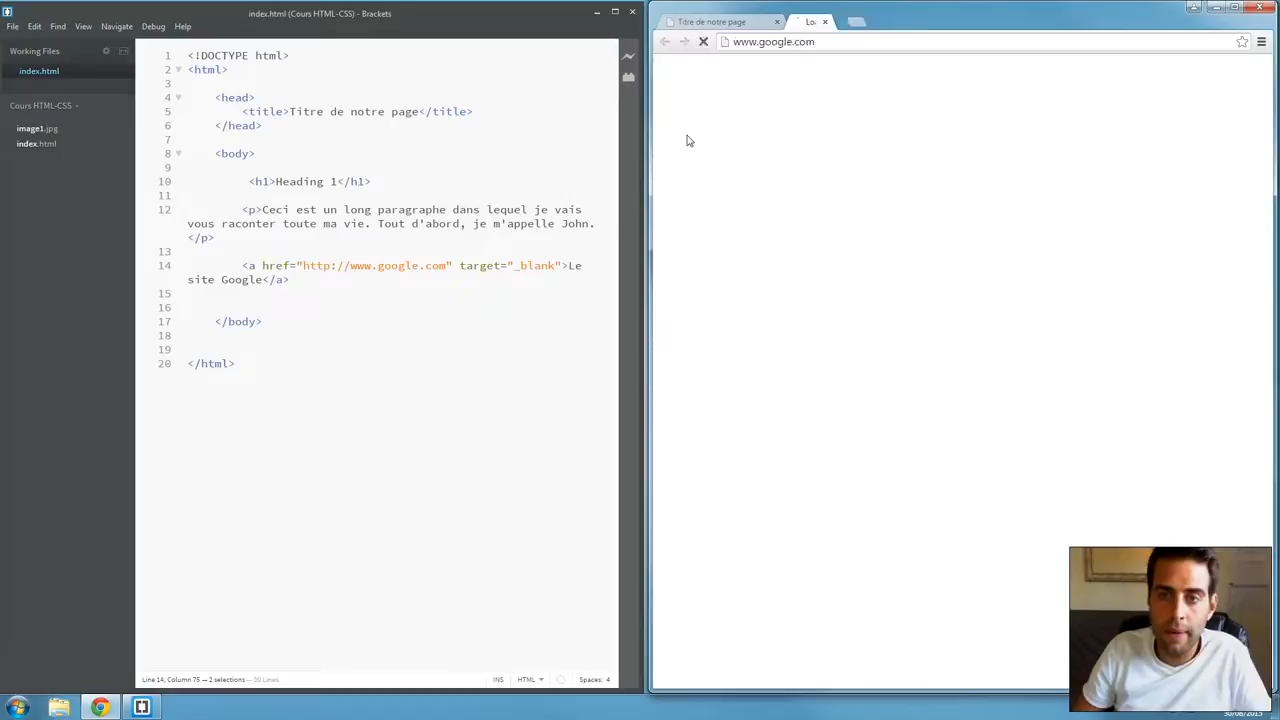 index.html (Cours HTML-CSS) - Brackets
File Edit Find View Navigate Debug Help
Working Files
index.html
Cours HTML-CSS
image1.jpg
index.html
1 <!DOCTYPE html>
2 <html>
3
4 <head>
5 <title>Titre de notre page</title>
6 </head>
7
8 <body>
9
10 <h1>Heading 1</h1>
11
12 <p>Ceci est un long paragraphe dans lequel je vais
vous raconter toute ma vie. Tout d'abord, je m'appelle John.
</p>
13
14 <a href="http://www.google.com" target="_blank">Le
site Google</a>
15
16
17 </body>
18
19
20 </html>
Line 14, Column 75 — 2 selections — 20 Lines
INS HTML Spaces: 4
Titre de notre page
Loa
www.google.com
30/08/2015